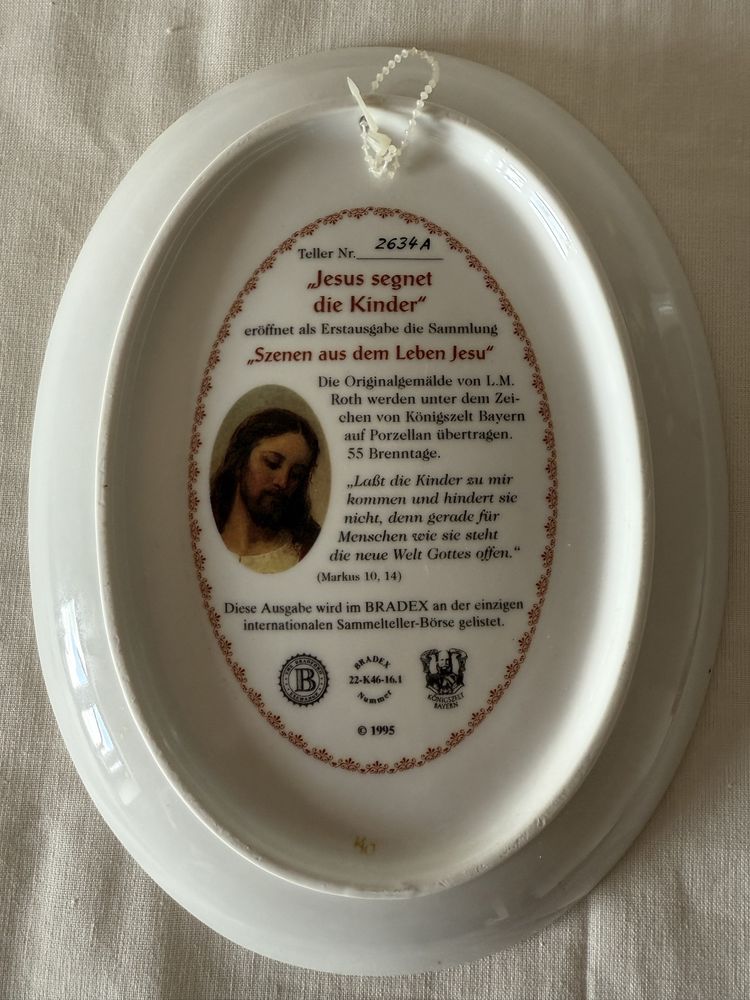 Teller Nr. 2634 A
„Jesus segnet
die Kinder“
eröffnet als Erstausgabe die Sammlung
„Szenen aus dem Leben Jesu“
Die Originalgemälde von L.M.
Roth werden unter dem Zei-
chen von Königszelt Bayern
auf Porzellan übertragen.
55 Brenntage.
„Laßt die Kinder zu mir
kommen und hindert sie
nicht, denn gerade für
Menschen wie sie steht
die neue Welt Gottes offen.“
(Markus 10, 14)
Diese Ausgabe wird im BRADEX an der einzigen
internationalen Sammelteller-Börse gelistet.
THE BRADFORD
B
EXCHANGE
BRADEX
22-K46-16.1
Nummer
KÖNIGSZELT
BAYERN
© 1995